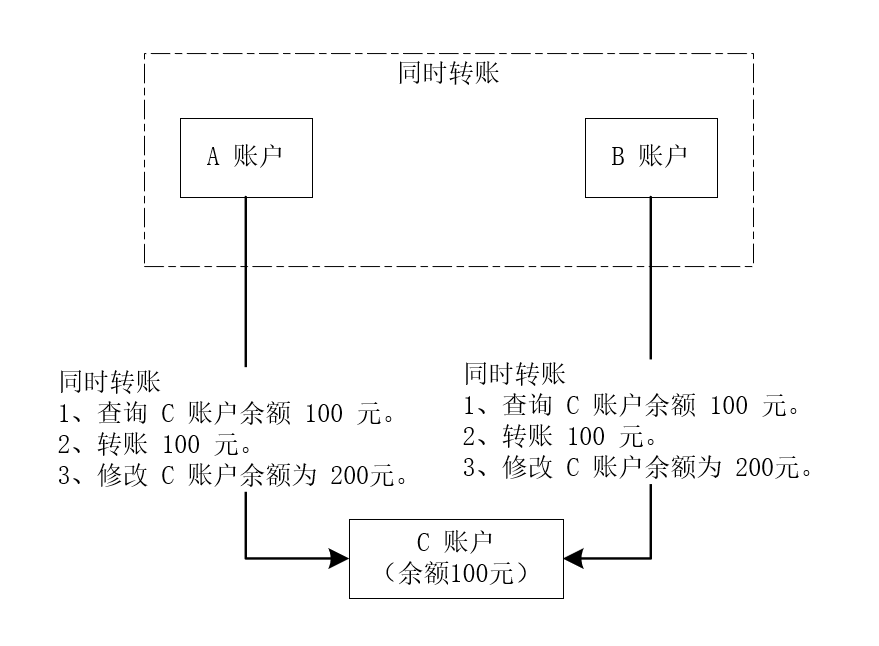 同时转账
A 账户
B 账户
同时转账
1、查询 C 账户余额 100 元。
2、转账 100 元。
3、修改 C 账户余额为 200元。
同时转账
1、查询 C 账户余额 100 元。
2、转账 100 元。
3、修改 C 账户余额为 200元。
C 账户
（余额100元）